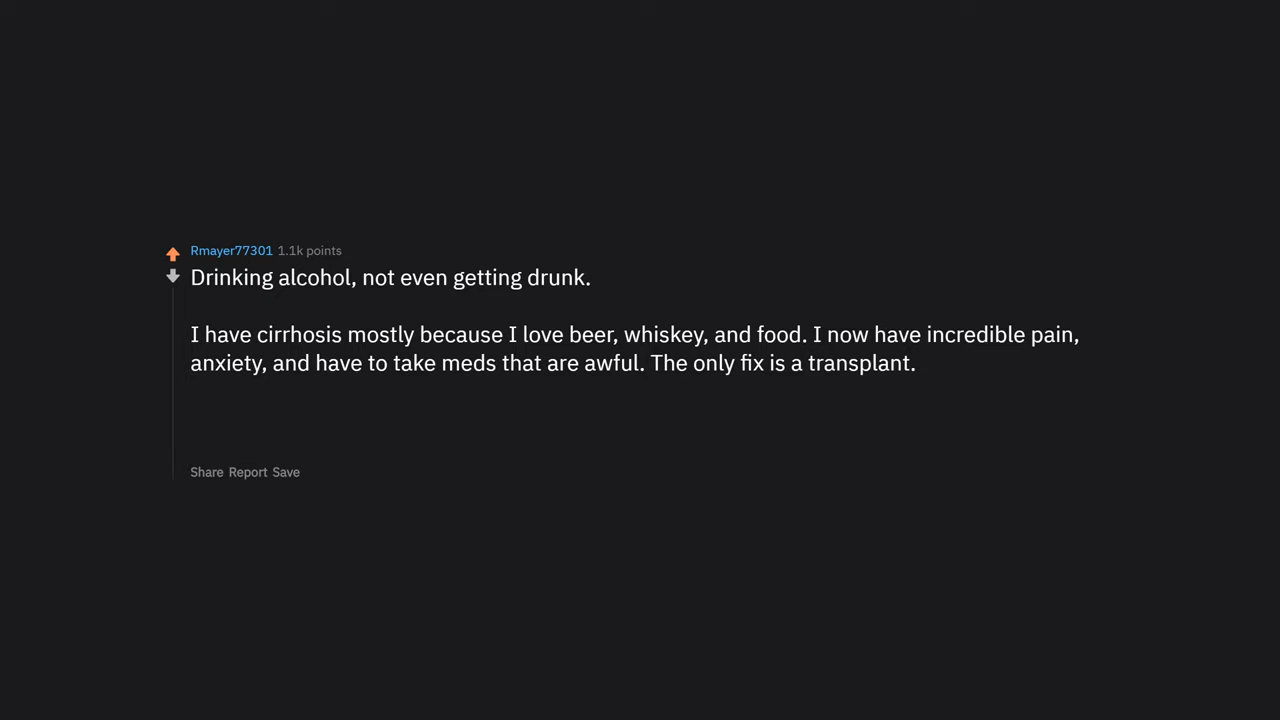 Rmayer77301 1.1k points
Drinking alcohol, not even getting drunk.
I have cirrhosis mostly because I love beer, whiskey, and food. I now have incredible pain,
anxiety, and have to take meds that are awful. The only fix is a transplant.
Share Report Save